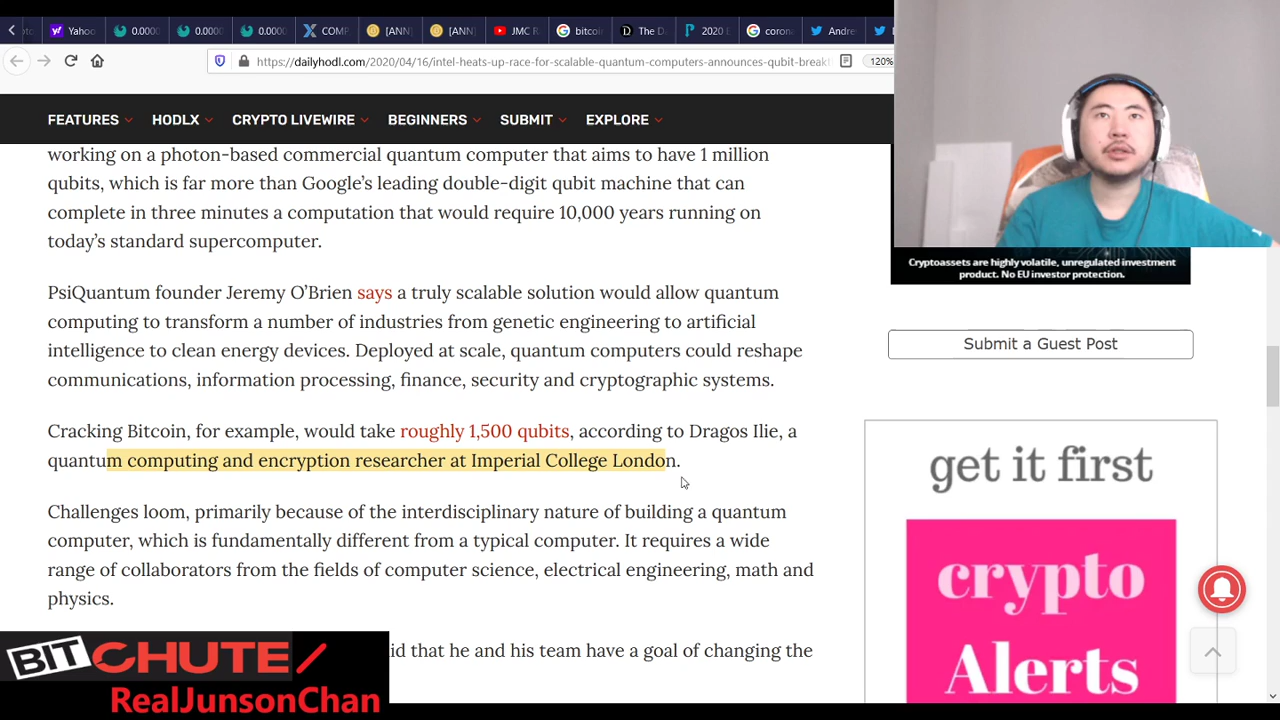 Yahoo
0.0000
0.0000
0.0000
COMF
[ANN]
[ANN]
JMC R
bitcoi
The D
2020 E
coron
Andre
https://dailyhodl.com/2020/04/16/intel-heats-up-race-for-scalable-quantum-computers-announces-qubit-break
120%
FEATURES
HODLX
CRYPTO LIVEWIRE
BEGINNERS
SUBMIT
EXPLORE
working on a photon-based commercial quantum computer that aims to have 1 million
qubits, which is far more than Google’s leading double-digit qubit machine that can
complete in three minutes a computation that would require 10,000 years running on
today’s standard supercomputer.
PsiQuantum founder Jeremy O’Brien says a truly scalable solution would allow quantum
computing to transform a number of industries from genetic engineering to artificial
intelligence to clean energy devices. Deployed at scale, quantum computers could reshape
communications, information processing, finance, security and cryptographic systems.
Cracking Bitcoin, for example, would take roughly 1,500 qubits, according to Dragos Ilie, a
quantum computing and encryption researcher at Imperial College London.
Challenges loom, primarily because of the interdisciplinary nature of building a quantum
computer, which is fundamentally different from a typical computer. It requires a wide
range of collaborators from the fields of computer science, electrical engineering, math and
physics.
id that he and his team have a goal of changing the
Cryptoassets are highly volatile, unregulated investment
product. No EU investor protection.
Submit a Guest Post
get it first
crypto
Alerts
BITCHUTE
RealJunsonChan